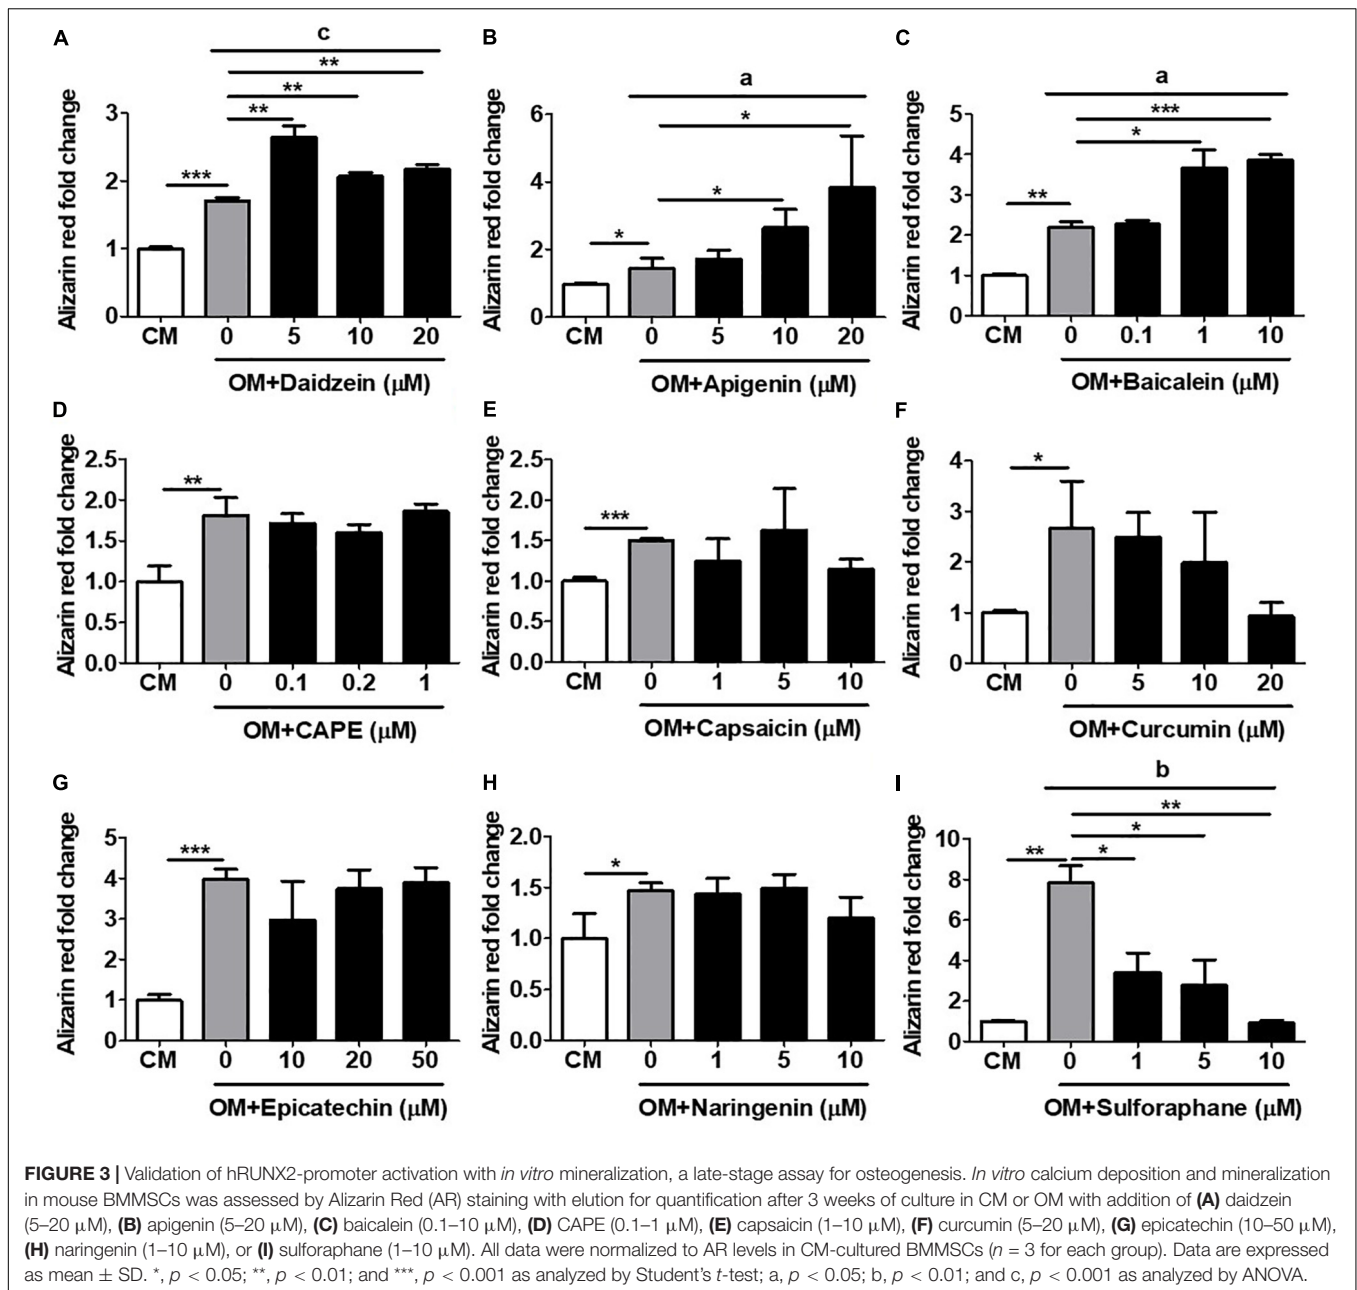 A
c
**
**
**
***
Alizarin red fold change
3
2
1
0
CM
0
5
10
20
OM+Daidzein (μM)
B
a
*
*
*
Alizarin red fold change
6
4
2
0
CM
0
5
10
20
OM+Apigenin (μM)
C
a
***
*
**
Alizarin red fold change
5
4
3
2
1
0
CM
0
0.1
1
10
OM+Baicalein (μM)
D
**
Alizarin red fold change
2.5
2.0
1.5
1.0
0.5
0.0
CM
0
0.1
0.2
1
OM+CAPE (μM)
E
***
Alizarin red fold change
2.5
2.0
1.5
1.0
0.5
0.0
CM
0
1
5
10
OM+Capsaicin (μM)
F
*
Alizarin red fold change
4
3
2
1
0
CM
0
5
10
20
OM+Curcumin (μM)
G
***
Alizarin red fold change
5
4
3
2
1
0
CM
0
10
20
50
OM+Epicatechin (μM)
H
*
Alizarin red fold change
2.0
1.5
1.0
0.5
0.0
CM
0
1
5
10
OM+Naringenin (μM)
I
b
**
*
*
**
Alizarin red fold change
10
8
6
4
2
0
CM
0
1
5
10
OM+Sulforaphane (μM)
FIGURE 3 | Validation of hRUNX2-promoter activation with in vitro mineralization, a late-stage assay for osteogenesis. In vitro calcium deposition and mineralization
in mouse BMMSCs was assessed by Alizarin Red (AR) staining with elution for quantification after 3 weeks of culture in CM or OM with addition of (A) daidzein
(5–20 μM), (B) apigenin (5–20 μM), (C) baicalein (0.1–10 μM), (D) CAPE (0.1–1 μM), (E) capsaicin (1–10 μM), (F) curcumin (5–20 μM), (G) epicatechin (10–50 μM),
(H) naringenin (1–10 μM), or (I) sulforaphane (1–10 μM). All data were normalized to AR levels in CM-cultured BMMSCs (n = 3 for each group). Data are expressed
as mean ± SD. *, p < 0.05; **, p < 0.01; and ***, p < 0.001 as analyzed by Student's t-test; a, p < 0.05; b, p < 0.01; and c, p < 0.001 as analyzed by ANOVA.